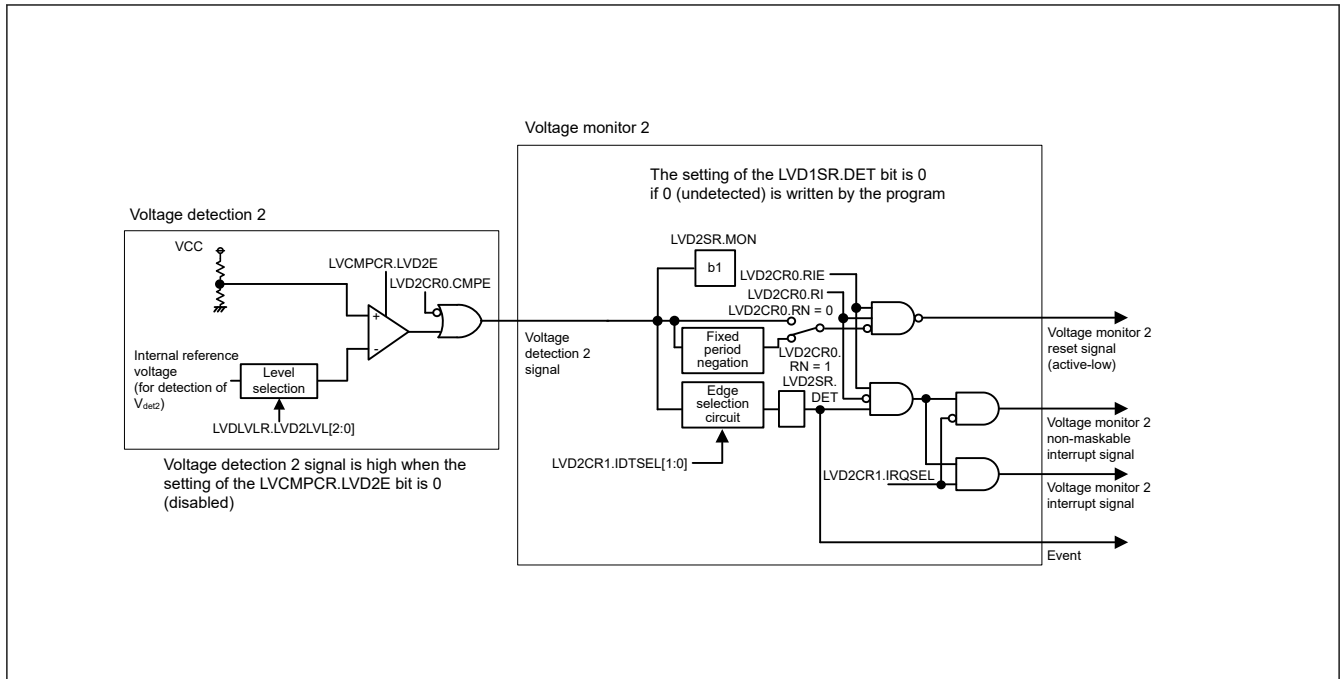 Voltage monitor 2
The setting of the LVD1SR.DET bit is 0
if 0 (undetected) is written by the program
Voltage detection 2
VCC
LVCMPCR.LVD2E
LVD2CR0.CMPE
Internal reference
voltage
(for detection of
Vdet2)
Level
selection
+
-
LVDLVLR.LVD2LVL[2:0]
Voltage detection 2 signal is high when the
setting of the LVCMPCR.LVD2E bit is 0
(disabled)
Voltage
detection 2
signal
LVD2SR.MON
b1
LVD2CR0.RIE
LVD2CR0.RI
LVD2CR0.RN = 0
Fixed
period
negation
LVD2CR0.
RN = 1
LVD2SR.
DET
Edge
selection
circuit
LVD2CR1.IDTSEL[1:0]
LVD2CR1.IRQSEL
Voltage monitor 2
reset signal
(active-low)
Voltage monitor 2
non-maskable
interrupt signal
Voltage monitor 2
interrupt signal
Event